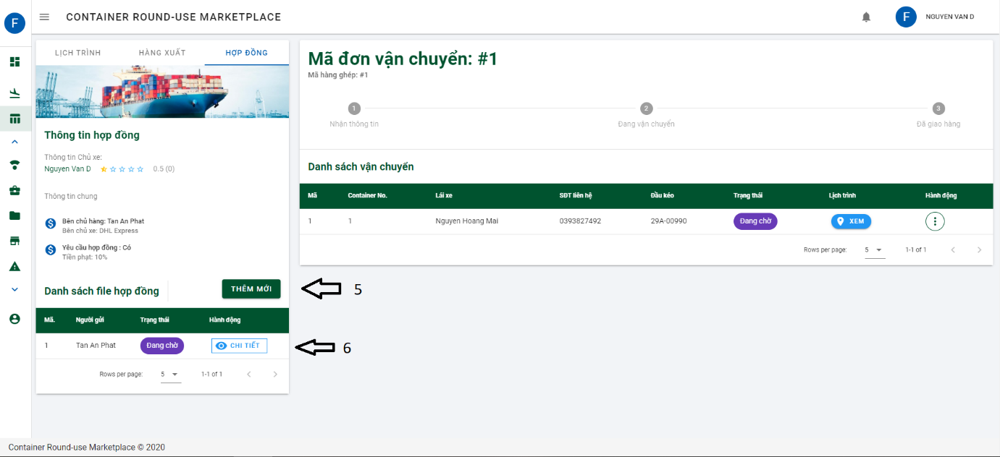 F
CONTAINER ROUND-USE MARKETPLACE
F
NGUYEN VAN D
LỊCH TRÌNH
HÀNG XUẤT
HỢP ĐỒNG
Thông tin hợp đồng
Thông tin Chủ xe:
Nguyen Van D 0.5 (0)
Thông tin chung
Bên chủ hàng: Tan An Phat
Bên chủ xe: DHL Express
Yêu cầu hợp đồng : Có
Tiền phạt: 10%
Danh sách file hợp đồng
THÊM MỚI
5
Mã. Người gửi Trạng thái Hành động
1 Tan An Phat Đang chờ CHI TIẾT
6
Rows per page: 5 1-1 of 1
Mã đơn vận chuyển: #1
Mã hàng ghép: #1
1 2 3
Nhận thông tin Đang vận chuyển Đã giao hàng
Danh sách vận chuyển
Mã Container No. Lái xe SĐT liên hệ Đầu kéo Trạng thái Lịch trình Hành động
1 1 Nguyen Hoang Mai 0393827492 29A-00990 Đang chờ XEM
Rows per page: 5 1-1 of 1
Container Round-use Marketplace © 2020